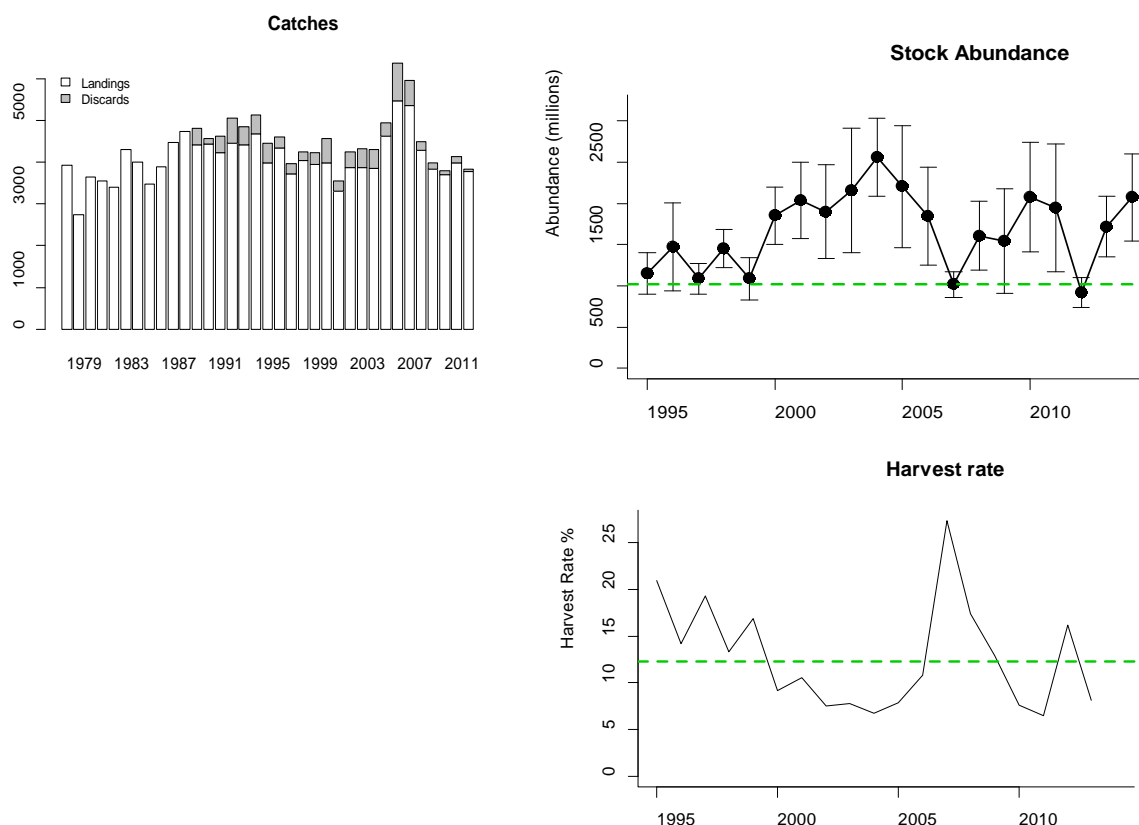 Catches
Landings
Discards
5000
3000
1000
0
1979 1983 1987 1991 1995 1999 2003 2007 2011
Stock Abundance
Abundance (millions)
2500
1500
500
0
1995 2000 2005 2010
Harvest rate
Harvest Rate %
25
20
15
10
5
0
1995 2000 2005 2010